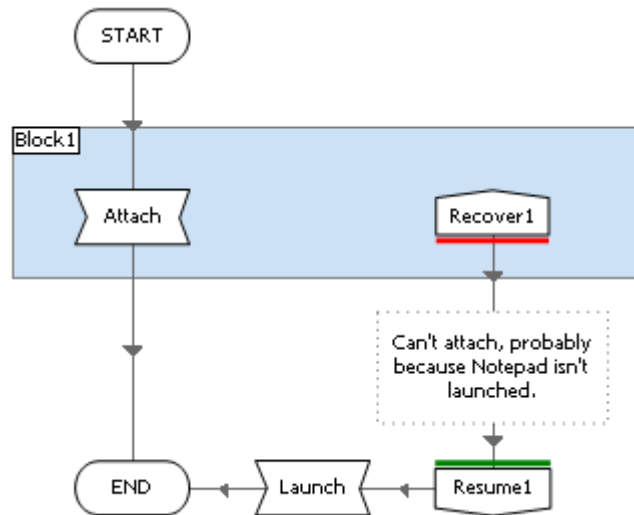 START
Block1
Attach
Recover1
Can't attach, probably
because Notepad isn't
launched.
END
Launch
Resume1